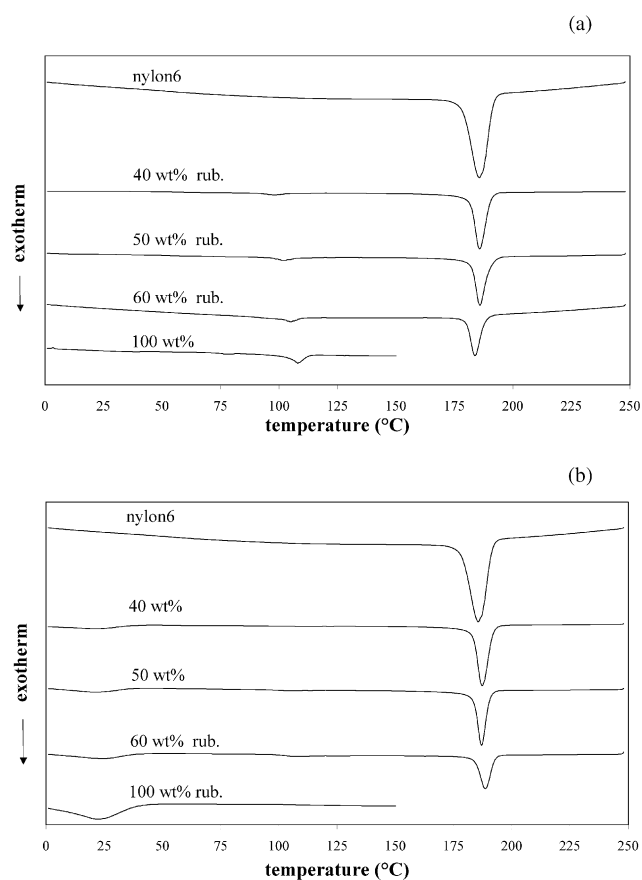 (a)
nylon6
40 wt% rub.
50 wt% rub.
60 wt% rub.
100 wt%
exotherm
0 25 50 75 100 125 150 175 200 225 250
temperature (°C)
(b)
nylon6
40 wt%
50 wt%
60 wt% rub.
100 wt% rub.
exotherm
0 25 50 75 100 125 150 175 200 225 250
temperature (°C)